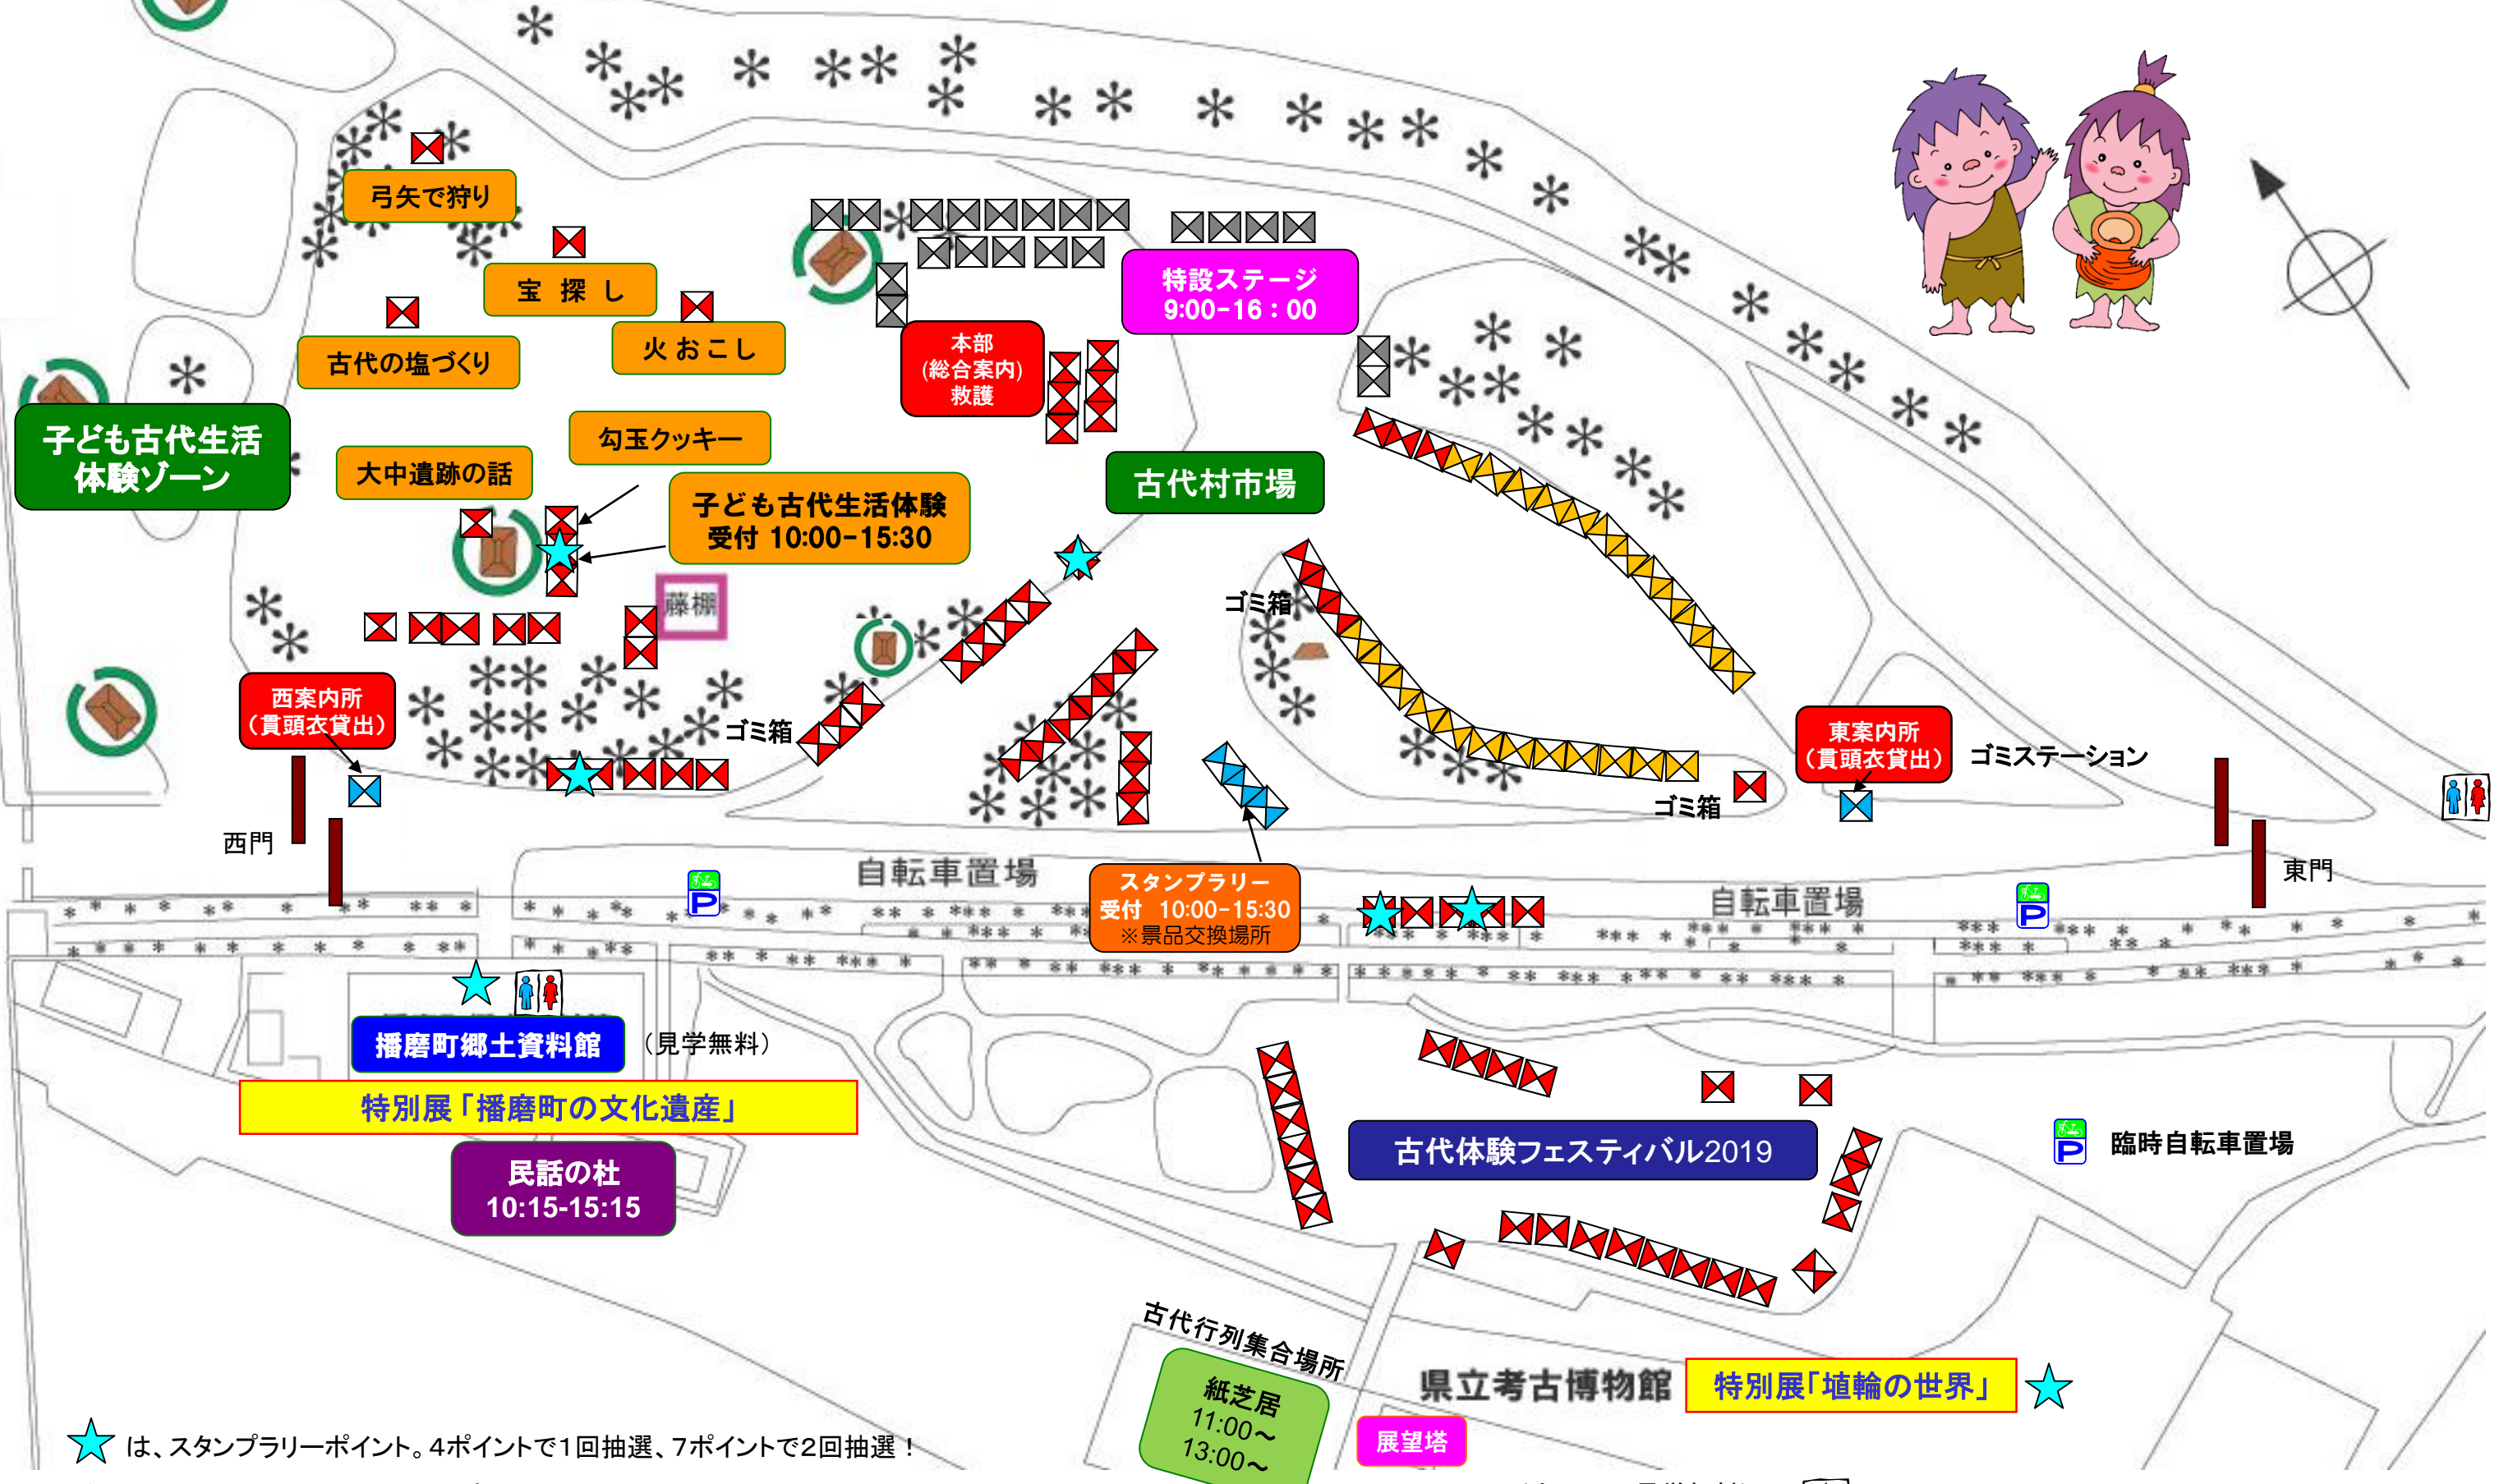 弓矢で狩り
宝 探 し
古代の塩づくり
火 お こ し
特設ステージ
9:00-16：00
本部
(総合案内)
救護
子ども古代生活
体験ゾーン
勾玉クッキー
大中遺跡の話
子ども古代生活体験
受付 10:00-15:30
古代村市場
藤棚
ゴミ箱
西案内所
（貫頭衣貸出）
ゴミ箱
東案内所
（貫頭衣貸出）
ゴミステーション
ゴミ箱
西門
東門
自転車置場
P
スタンプラリー
受付 10:00-15:30
※景品交換場所
自転車置場
P
播磨町郷土資料館
（見学無料）
特別展「播磨町の文化遺産」
民話の杜
10:15-15:15
古代体験フェスティバル2019
P
臨時自転車置場
古代行列集合場所
紙芝居
11:00～
13:00～
県立考古博物館
特別展「埴輪の世界」
展望塔
は、スタンプラリーポイント。４ポイントで１回抽選、７ポイントで２回抽選！